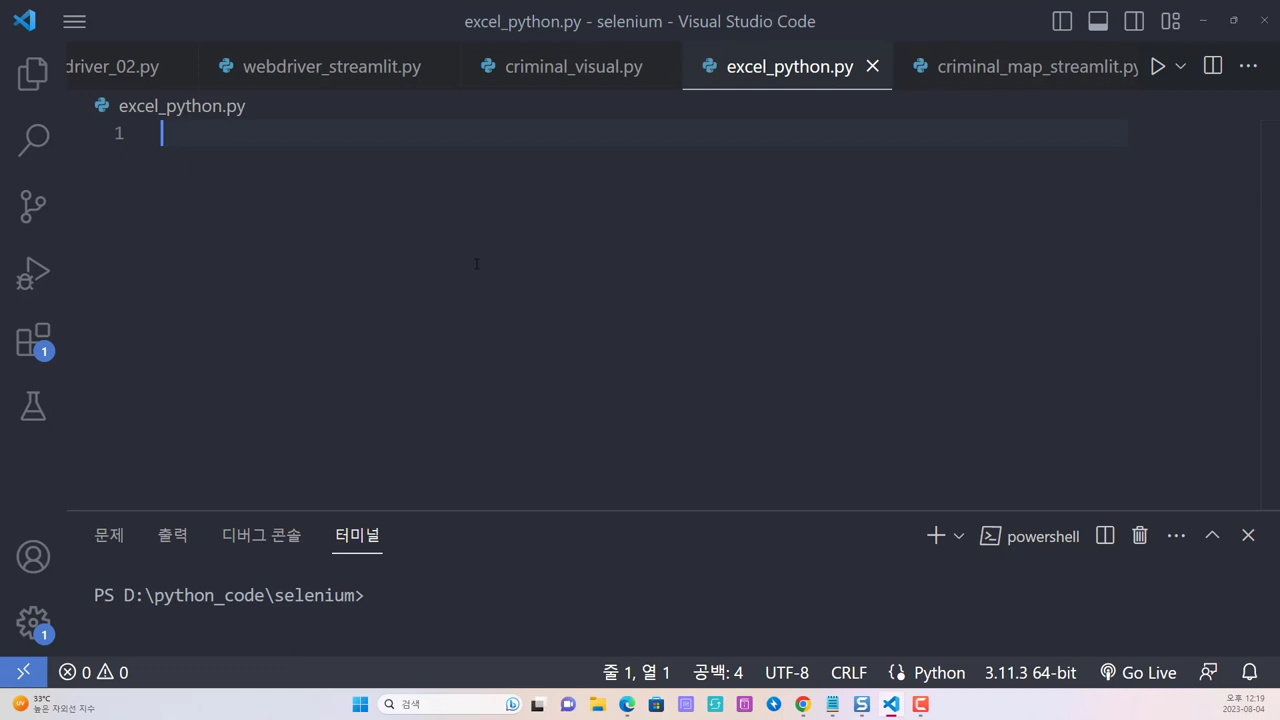 excel_python.py - selenium - Visual Studio Code
driver_02.py webdriver_streamlit.py criminal_visual.py excel_python.py criminal_map_streamlit.py
excel_python.py
1
1
문제 출력 디버그 콘솔 터미널 powershell
PS D:\python_code\selenium>
1
0 0 줄 1, 열 1 공백: 4 UTF-8 CRLF Python 3.11.3 64-bit Go Live
UV 33°C
높은 자외선 지수
검색
오후 12:19
2023-08-04